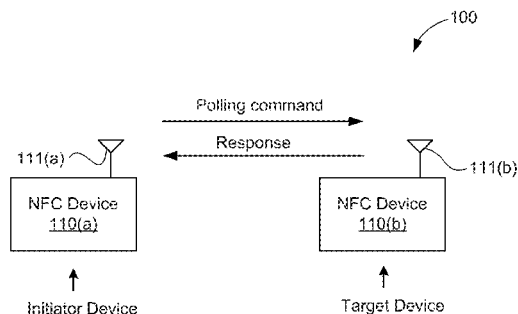 100
Polling command
Response
111(a)
111(b)
NFC Device
110(a)
NFC Device
110(b)
Initiator Device
Target Device